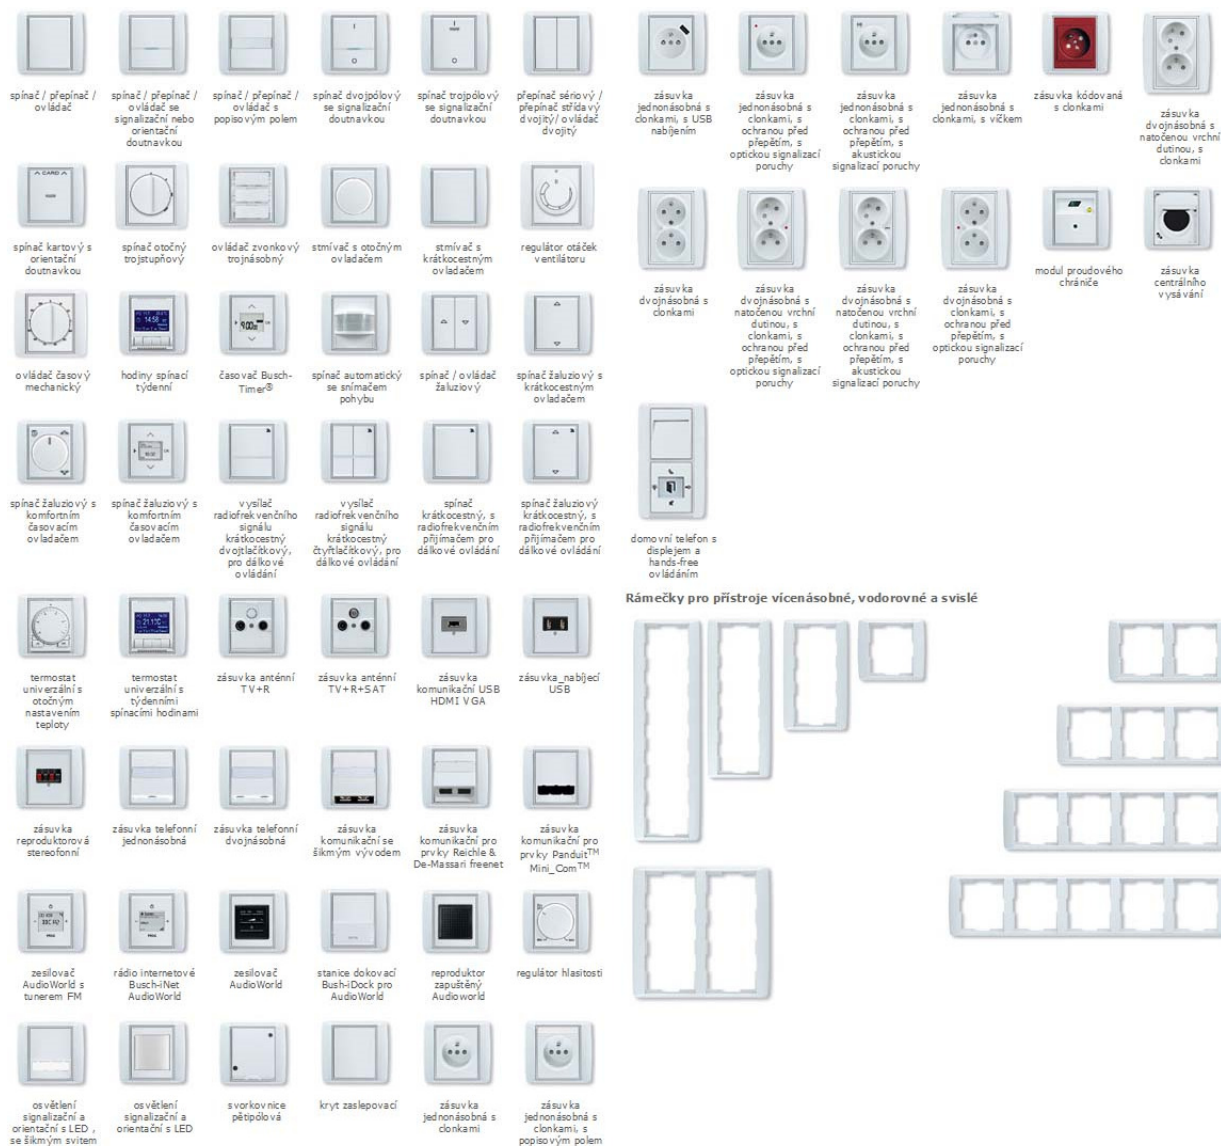 spínač / přepínač /
ovládač
spínač / přepínač /
ovládač se
signalizační nebo
orientační
doutnavkou
spínač / přepínač /
ovládač s
popisovým polem
spínač dvojpólový
se signalizační
doutnavkou
spínač trojpólový
se signalizační
doutnavkou
přepínač sériový /
přepínač střídavý
dvojitý/ ovládač
dvojitý
zásuvka
jednonásobná s
clonkami, s USB
nabíjením
zásuvka
jednonásobná s
clonkami, s
ochranou před
přepětím, s
optickou signalizací
poruchy
zásuvka
jednonásobná s
clonkami, s
ochranou před
přepětím, s
akustickou
signalizací poruchy
zásuvka
jednonásobná s
clonkami, s víčkem
zásuvka kódovaná
s clonkami
zásuvka
dvojnásobná s
natočenou vrchní
dutinou, s
clonkami
CARD
spínač kartový s
orientační
doutnavkou
spínač otočný
trojstupňový
ovládač zvonkový
trojnásobný
stmívač s otočným
ovladačem
stmívač s
krátkocestným
ovladačem
regulátor otáček
ventilátoru
zásuvka
dvojnásobná s
clonkami
zásuvka
dvojnásobná s
natočenou vrchní
dutinou, s
clonkami, s
ochranou před
přepětím, s
optickou signalizací
poruchy
zásuvka
dvojnásobná s
natočenou vrchní
dutinou, s
clonkami, s
ochranou před
přepětím, s
akustickou
signalizací poruchy
zásuvka
dvojnásobná s
clonkami, s
ochranou před
přepětím, s
optickou signalizací
poruchy
modul proudového
chrániče
zásuvka
centrálního
vysávání
ovládač časový
mechanický
14:58
hodiny spínací
týdenní
9.00
OK
časovač Busch-
Timer®
spínač automatický
se snímačem
pohybu
spínač / ovládač
žaluziový
spínač žaluziový s
krátkocestným
ovladačem
spínač žaluziový s
komfortním
časovacím
ovladačem
OK
spínač žaluziový s
komfortním
časovacím
ovladačem
vysílač
radiofrekvenčního
signálu
krátkocestný
dvojtlačítkový,
pro dálkové
ovládání
vysílač
radiofrekvenčního
signálu
krátkocestný
čtyřtlačítkový, pro
dálkové ovládání
spínač
krátkocestný, s
radiofrekvenčním
přijímačem pro
dálkové ovládání
spínač žaluziový
krátkocestný, s
radiofrekvenčním
přijímačem pro
dálkové ovládání
domovní telefon s
displejem a
hands-free
ovládáním
termostat
univerzální s
otočným
nastavením
teploty
termostat
univerzální s
týdenními
spínacími hodinami
zásuvka anténní
TV+R
zásuvka anténní
TV+R+SAT
zásuvka
komunikační USB
HDMI VGA
zásuvka_nabíjecí
USB
Rámečky pro přístroje vícenásobné, vodorovné a svislé
zásuvka
reproduktorová
stereofonní
zásuvka telefonní
jednonásobná
zásuvka telefonní
dvojnásobná
zásuvka
komunikační se
šikmým vývodem
zásuvka
komunikační pro
prvky Reichle &
De-Massari freenet
zásuvka
komunikační pro
prvky Panduit™
Mini_Com™
zesilovač
AudioWorld s
tunerem FM
rádio internetové
Busch-iNet
AudioWorld
zesilovač
AudioWorld
stanice dokovací
Bush-iDock pro
AudioWorld
reproduktor
zapuštěný
Audioworld
regulátor hlasitosti
osvětlení
signalizační a
orientační s LED ,
se šikmým svitem
osvětlení
signalizační a
orientační s LED
svorkovnice
pětipólová
kryt zaslepovací
zásuvka
jednonásobná s
clonkami
zásuvka
jednonásobná s
clonkami, s
popisovým polem